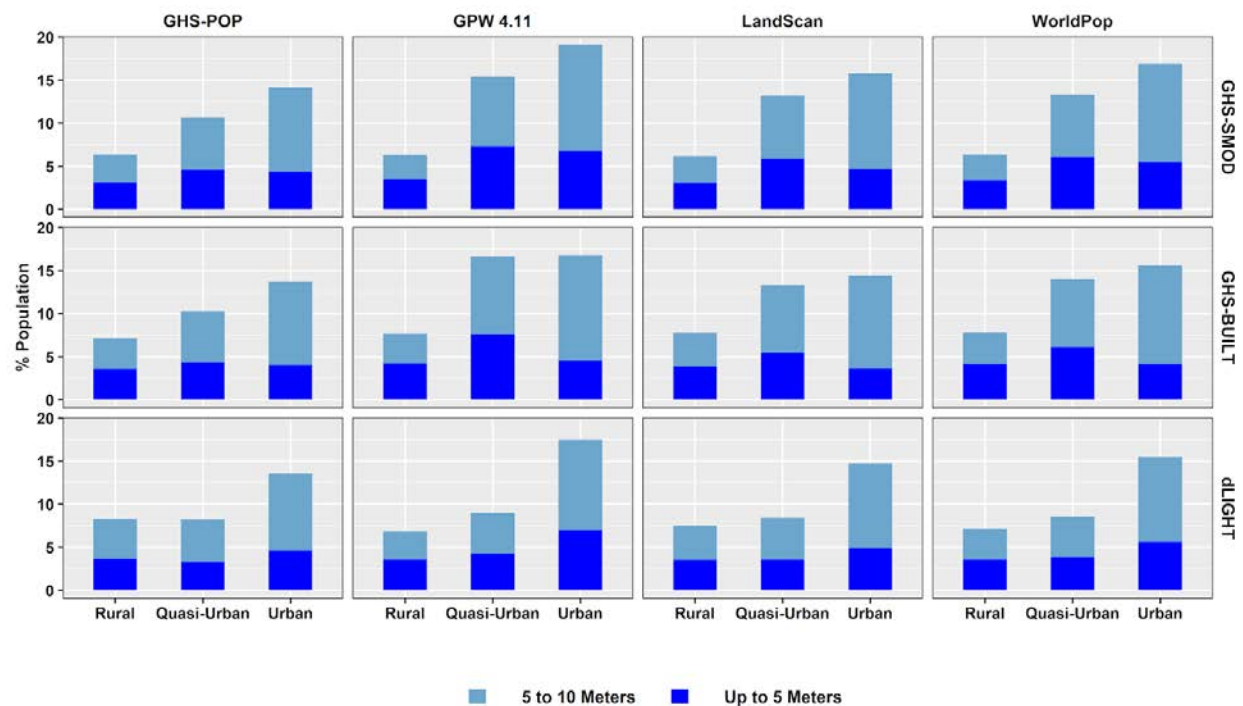 GHS-POP GPW 4.11 LandScan WorldPop
20
15
10
5
0
GHS-SMOD
20
15
10
5
0
GHS-BUILT
% Population
20
15
10
5
0
dLIGHT
Rural Quasi-Urban Urban Rural Quasi-Urban Urban Rural Quasi-Urban Urban Rural Quasi-Urban Urban
5 to 10 Meters Up to 5 Meters